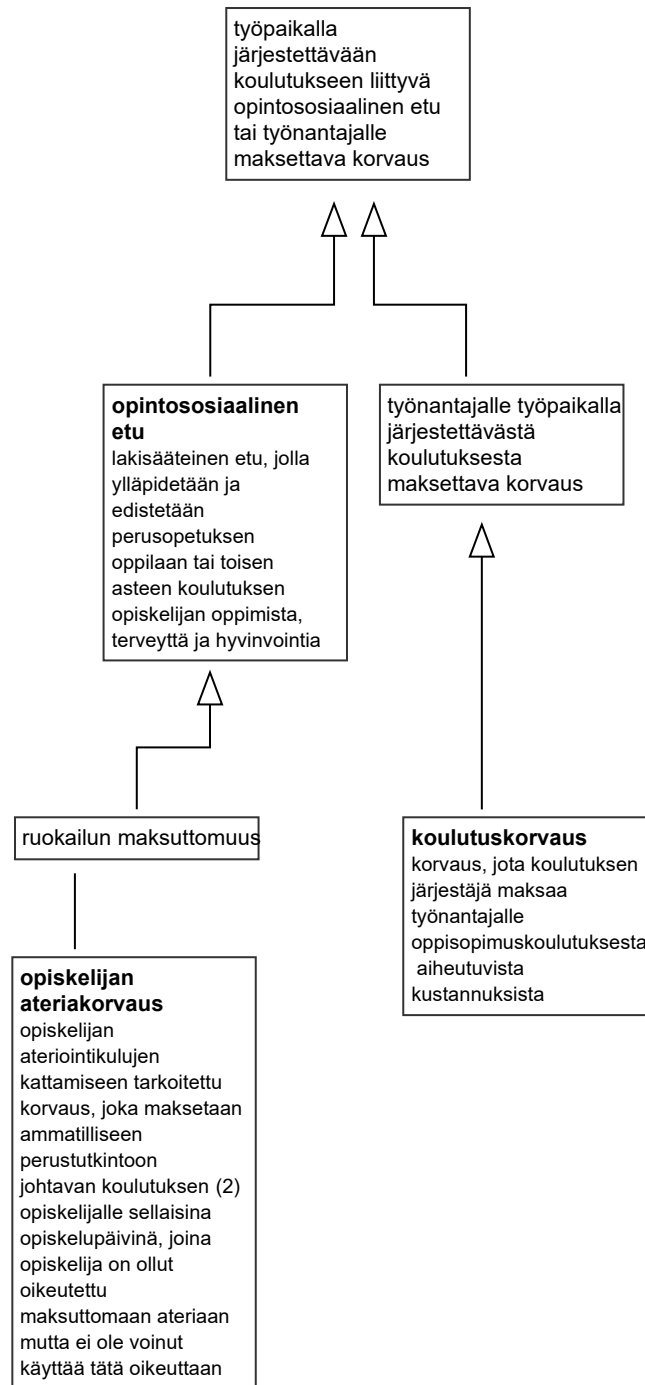 työpaikalla
järjestettävään
koulutukseen liittyvä
opintososiaalinen etu
tai työnantajalle
maksettava korvaus
opintososiaalinen
etu
lakisääteinen etu, jolla
ylläpidetään ja
edistetään
perusopetuksen
oppilaan tai toisen
asteen koulutuksen
opiskelijan oppimista,
terveyttä ja hyvinvointia
työnantajalle työpaikalla
järjestettävästä
koulutuksesta
maksettava korvaus
ruokailun maksuttomuus
koulutuskorvaus
korvaus, jota koulutuksen
järjestäjä maksaa
työnantajalle
oppisopimuskoulutuksesta
aiheutuvista
kustannuksista
opiskelijan
ateriakorvaus
opiskelijan
ateriointikulujen
kattamiseen tarkoitettu
korvaus, joka maksetaan
ammatilliseen
perustutkintoon
johtavan koulutuksen (2)
opiskelijalle sellaisina
opiskelupäivinä, joina
opiskelija on ollut
oikeutettu
maksuttomaan ateriaan
mutta ei ole voinut
käyttää tätä oikeuttaan